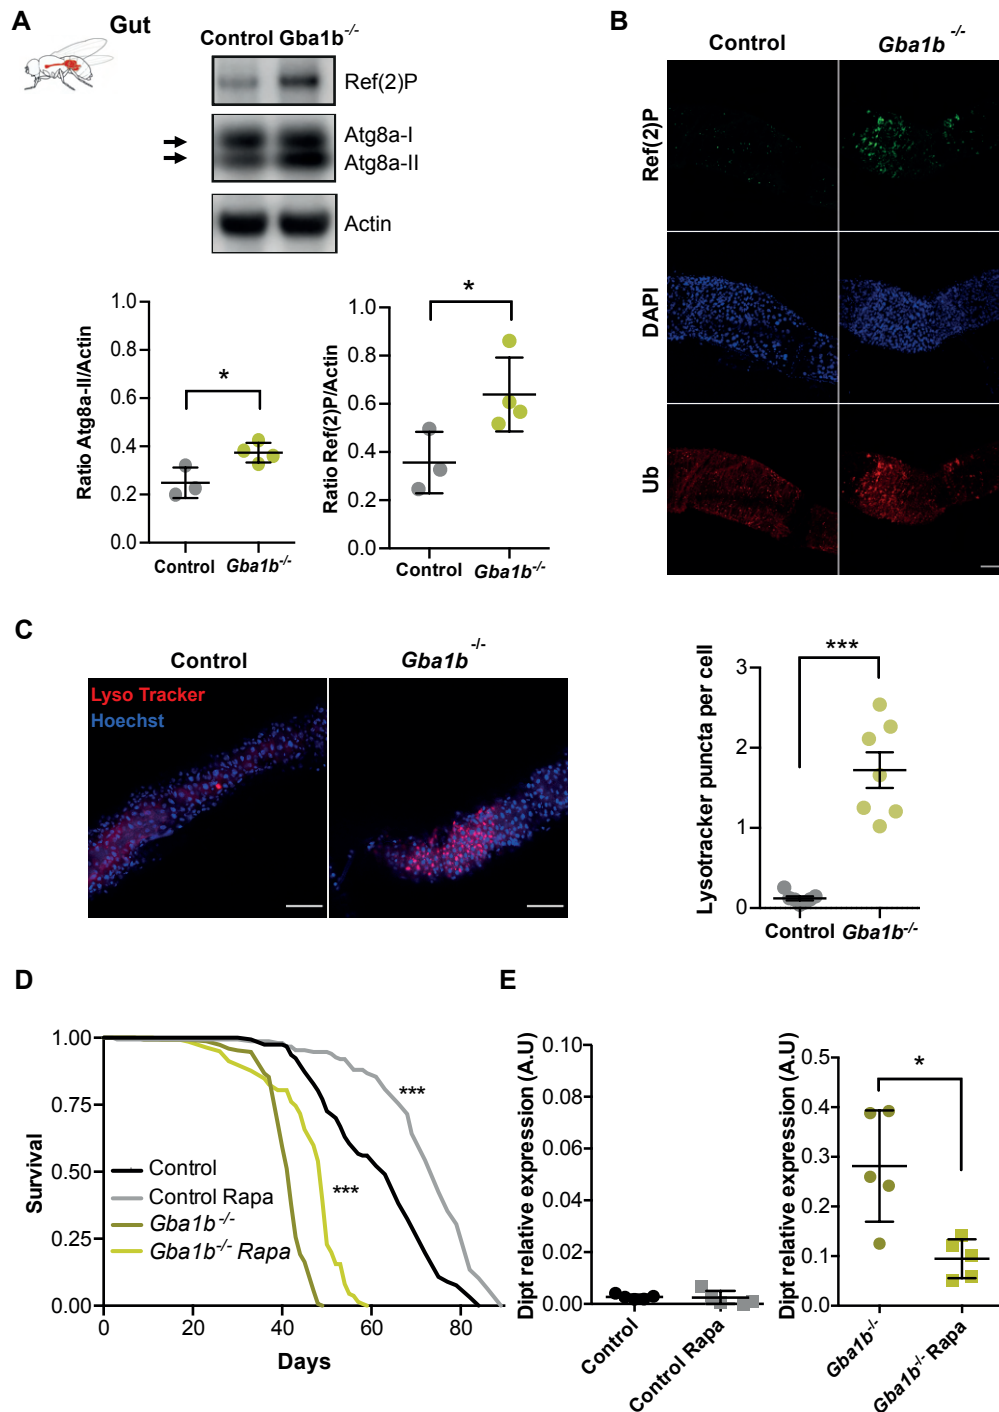 A
Gut
Control Gba1b-/-
Ref(2)P
Atg8a-I
Atg8a-II
Actin
Ratio Atg8a-II/Actin
1.0
0.8
0.6
0.4
0.2
0.0
*
Control Gba1b-/-
Ratio Ref(2)P/Actin
1.0
0.8
0.6
0.4
0.2
0.0
*
Control Gba1b-/-
B
Control Gba1b -/-
Ref(2)P
DAPI
Ub
C
Control Gba1b -/-
Lyso Tracker
Hoechst
Lysotracker puncta per cell
3
2
1
0
***
Control Gba1b-/-
D
Survival
1.00
0.75
0.50
0.25
0.00
***
***
Control
Control Rapa
Gba1b-/-
Gba1b-/- Rapa
0 20 40 60 80
Days
E
Dipt relative expression (A.U)
0.10
0.08
0.06
0.04
0.02
0.00
Control
Control Rapa
Dipt relative expression (A.U)
0.5
0.4
0.3
0.2
0.1
0.0
*
Gba1b-/-
Gba1b-/- Rapa